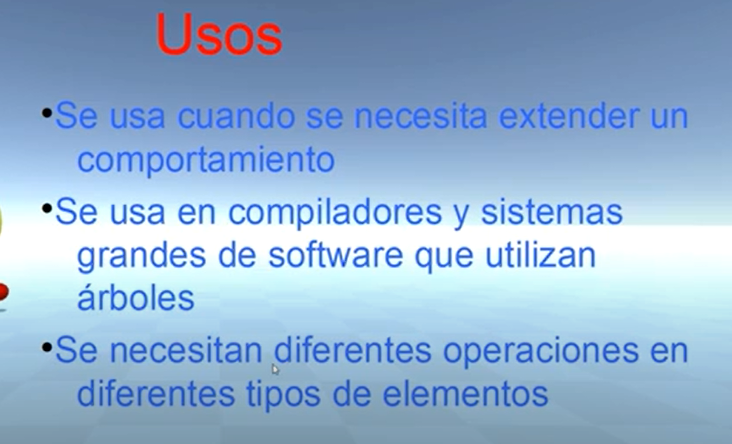 Usos
•Se usa cuando se necesita extender un
comportamiento
•Se usa en compiladores y sistemas
grandes de software que utilizan
árboles
•Se necesitan diferentes operaciones en
diferentes tipos de elementos